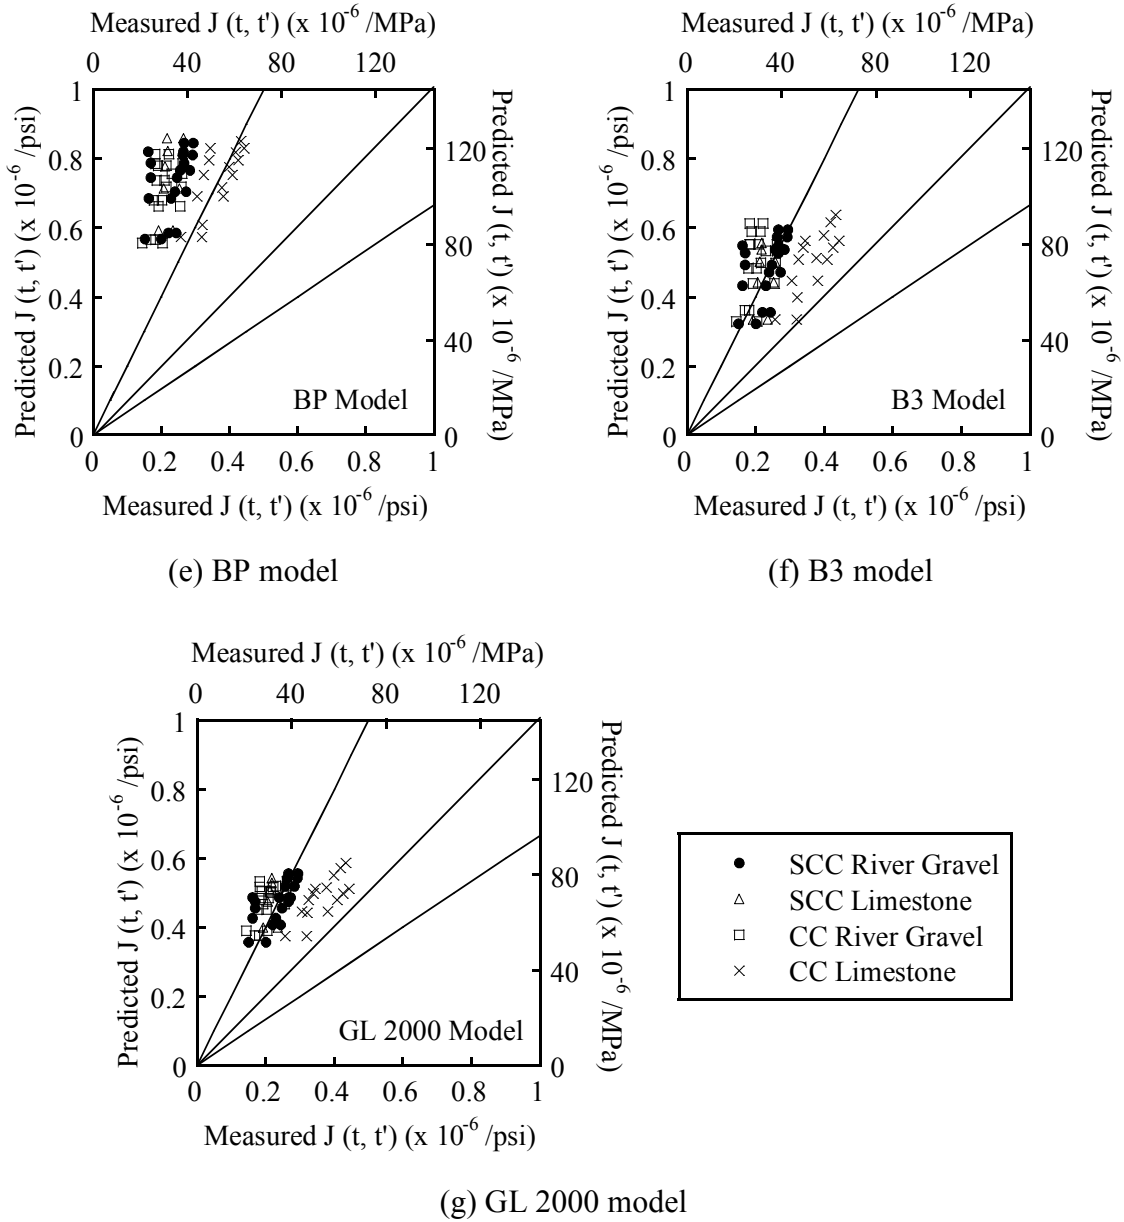 Measured J (t, t') (x 10-6 /MPa)
0 40 80 120
1
0.8
0.6
0.4
0.2
0
Predicted J (t, t') (x 10-6 /psi)
120
80
40
0
Predicted J (t, t') (x 10-6 /MPa)
BP Model
0 0.2 0.4 0.6 0.8 1
Measured J (t, t') (x 10-6 /psi)
(e) BP model
Measured J (t, t') (x 10-6 /MPa)
0 40 80 120
1
0.8
0.6
0.4
0.2
0
Predicted J (t, t') (x 10-6 /psi)
120
80
40
0
Predicted J (t, t') (x 10-6 /MPa)
B3 Model
0 0.2 0.4 0.6 0.8 1
Measured J (t, t') (x 10-6 /psi)
(f) B3 model
Measured J (t, t') (x 10-6 /MPa)
0 40 80 120
1
0.8
0.6
0.4
0.2
0
Predicted J (t, t') (x 10-6 /psi)
120
80
40
0
Predicted J (t, t') (x 10-6 /MPa)
GL 2000 Model
0 0.2 0.4 0.6 0.8 1
Measured J (t, t') (x 10-6 /psi)
SCC River Gravel
SCC Limestone
CC River Gravel
CC Limestone
(g) GL 2000 model